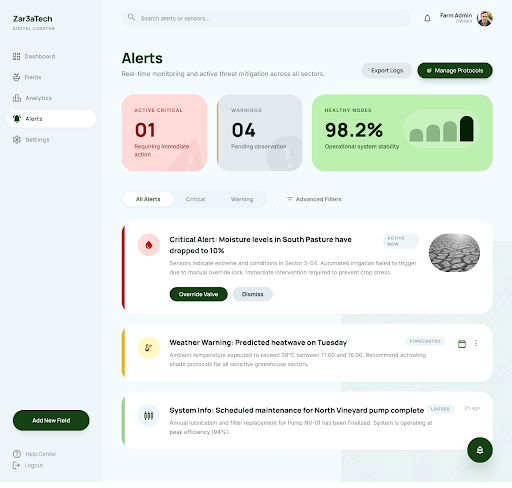 Zar3aTech
DIGITAL CURATOR
Search alerts or sensors...
Farm Admin
OWNER
Dashboard
Fields
Analytics
Alerts
Settings
Alerts
Real-time monitoring and active threat mitigation across all sectors.
Export Logs
Manage Protocols
ACTIVE CRITICAL
01
Requiring immediate
action
WARNINGS
04
Pending observation
HEALTHY NODES
98.2%
Operational system stability
All Alerts
Critical
Warning
Advanced Filters
Critical Alert: Moisture levels in South Pasture have
dropped to 10%
ACTIVE
NOW
Sensors indicate extreme arid conditions in Sector S-04. Automated irrigation failed to trigger
due to manual override lock. Immediate intervention required to prevent crop stress.
Override Valve
Dismiss
Weather Warning: Predicted heatwave on Tuesday
FORECASTED
Ambient temperature expected to exceed 38°C between 11:00 and 16:00. Recommend activating
shade protocols for all sensitive greenhouse sectors.
System Info: Scheduled maintenance for North Vineyard pump complete
LOGGED
2h ago
Annual lubrication and filter replacement for Pump NV-01 has been finalized. System is operating at
peak efficiency (94%).
Add New Field
Help Center
Logout